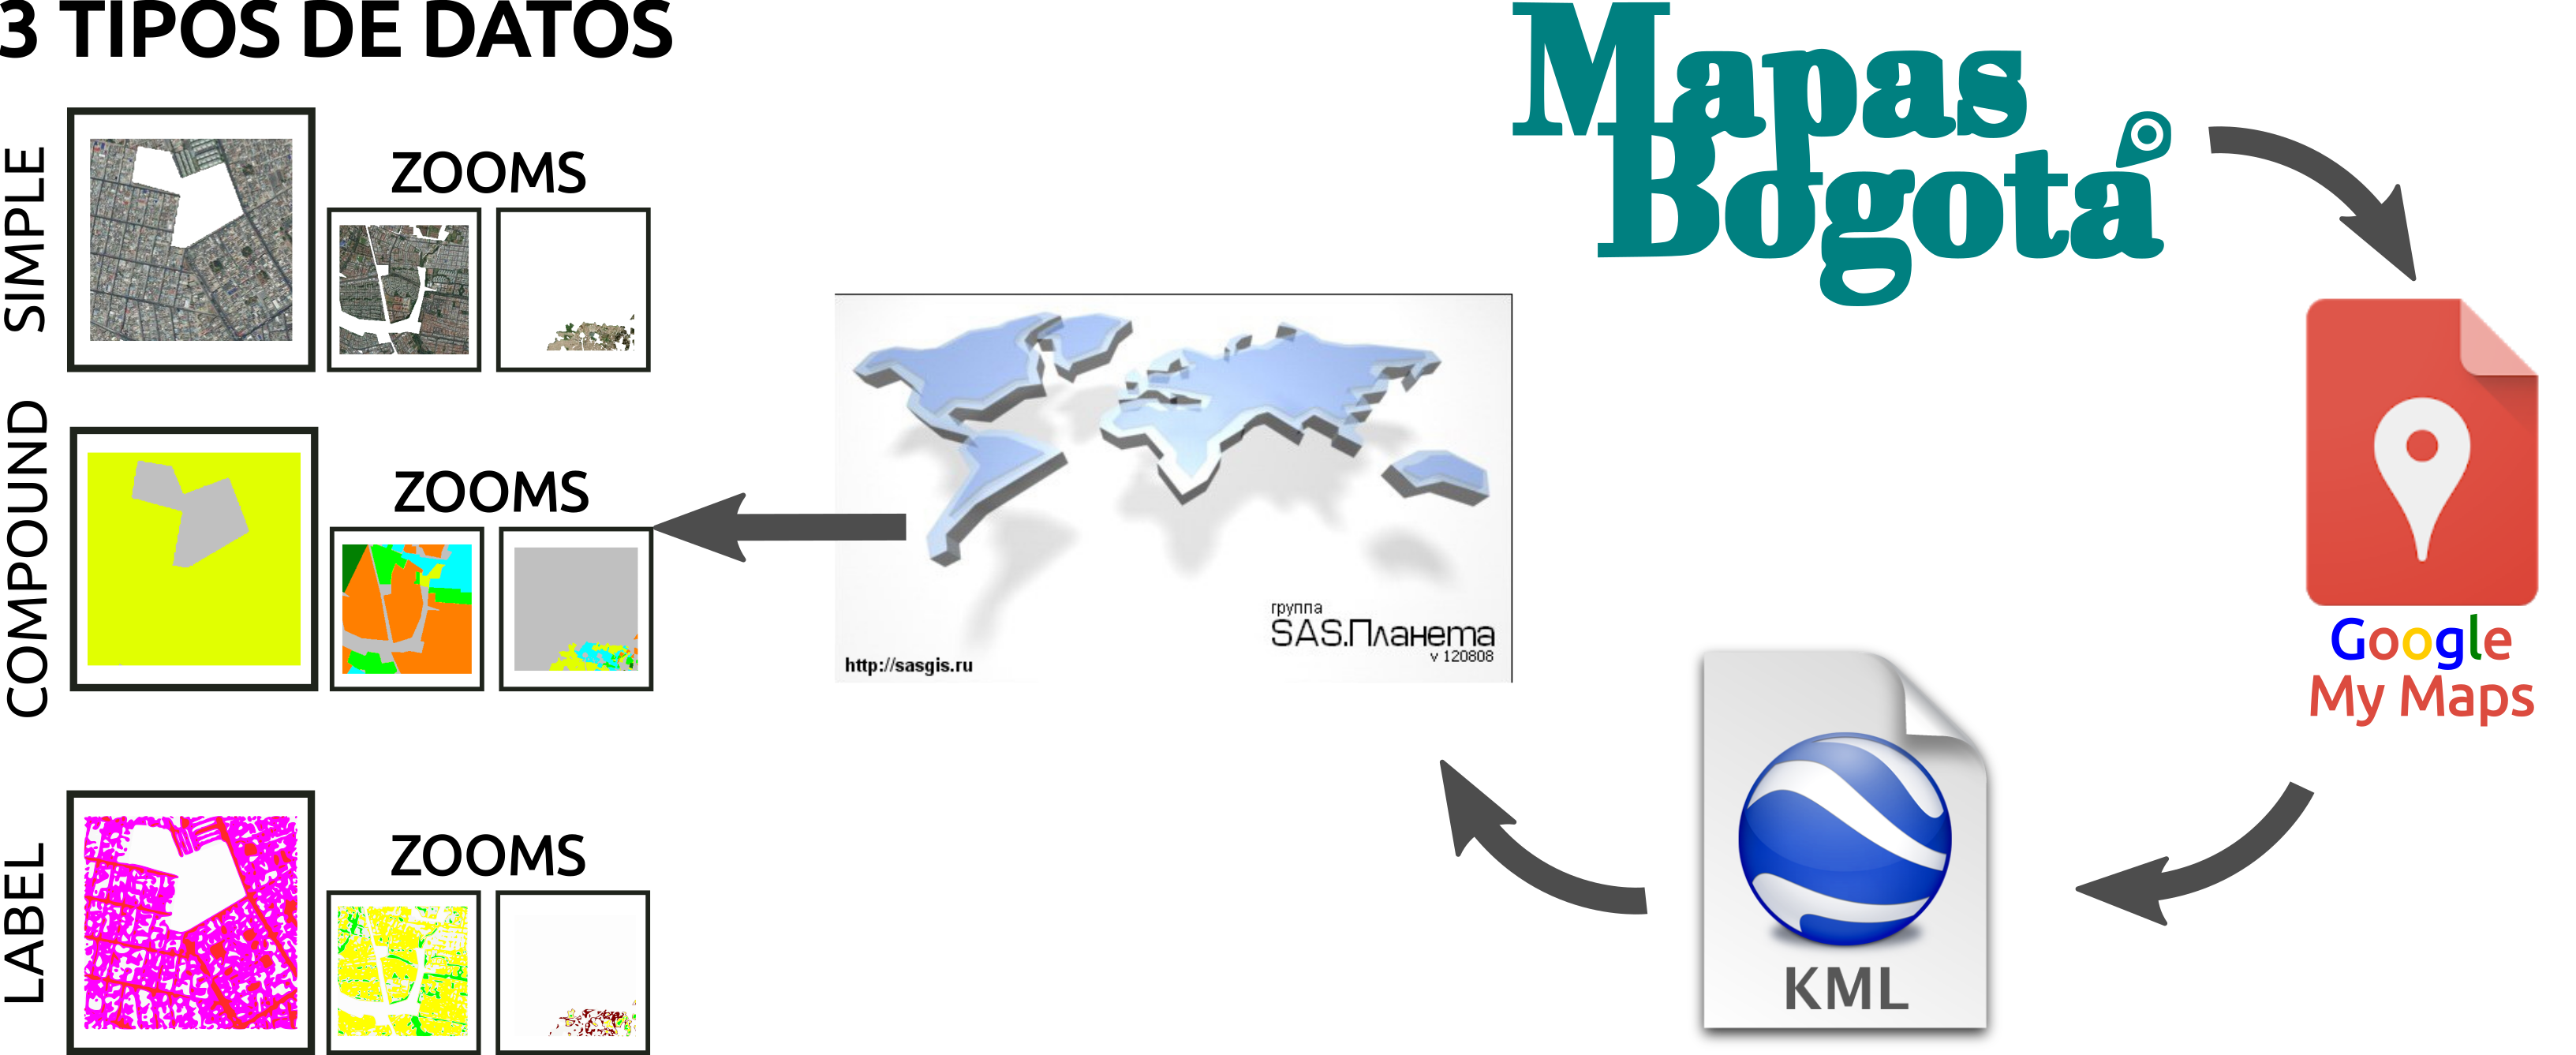 3 TIPOS DE DATOS
SIMPLE
ZOOMS
COMPOUND
ZOOMS
LABEL
ZOOMS
группа
SAS.Планета
v 120808
http://sasgis.ru
Mapas
Bogotá
Google
My Maps
KML